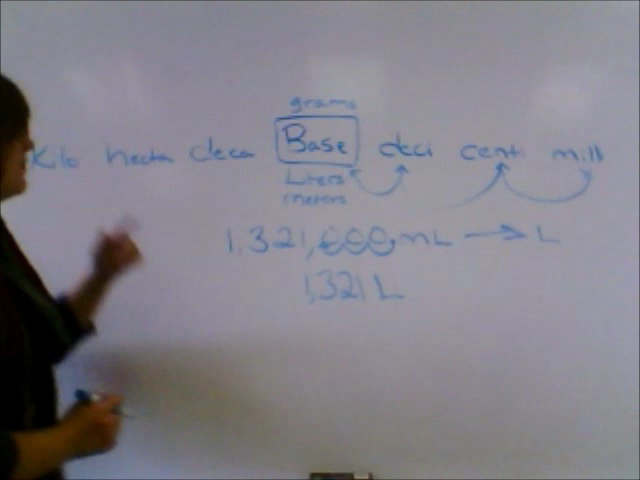 grams
Kilo hecta deca Base deci centi milli
Liters
meters
1,321,000 mL → L
1,321 L